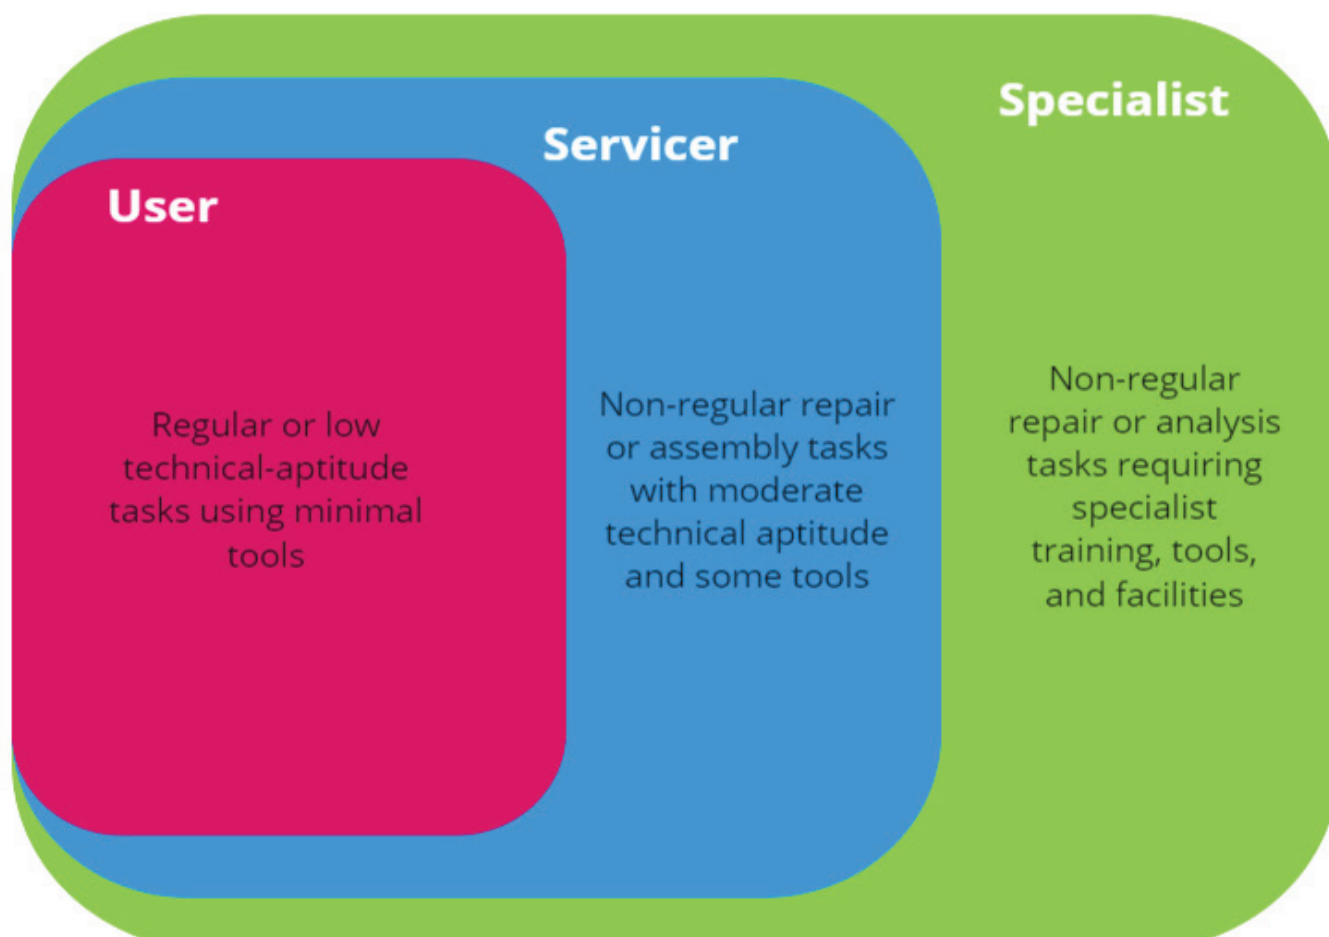 User
Regular or low
technical-aptitude
tasks using minimal
tools
Servicer
Non-regular repair
or assembly tasks
with moderate
technical aptitude
and some tools
Specialist
Non-regular
repair or analysis
tasks requiring
specialist
training, tools,
and facilities